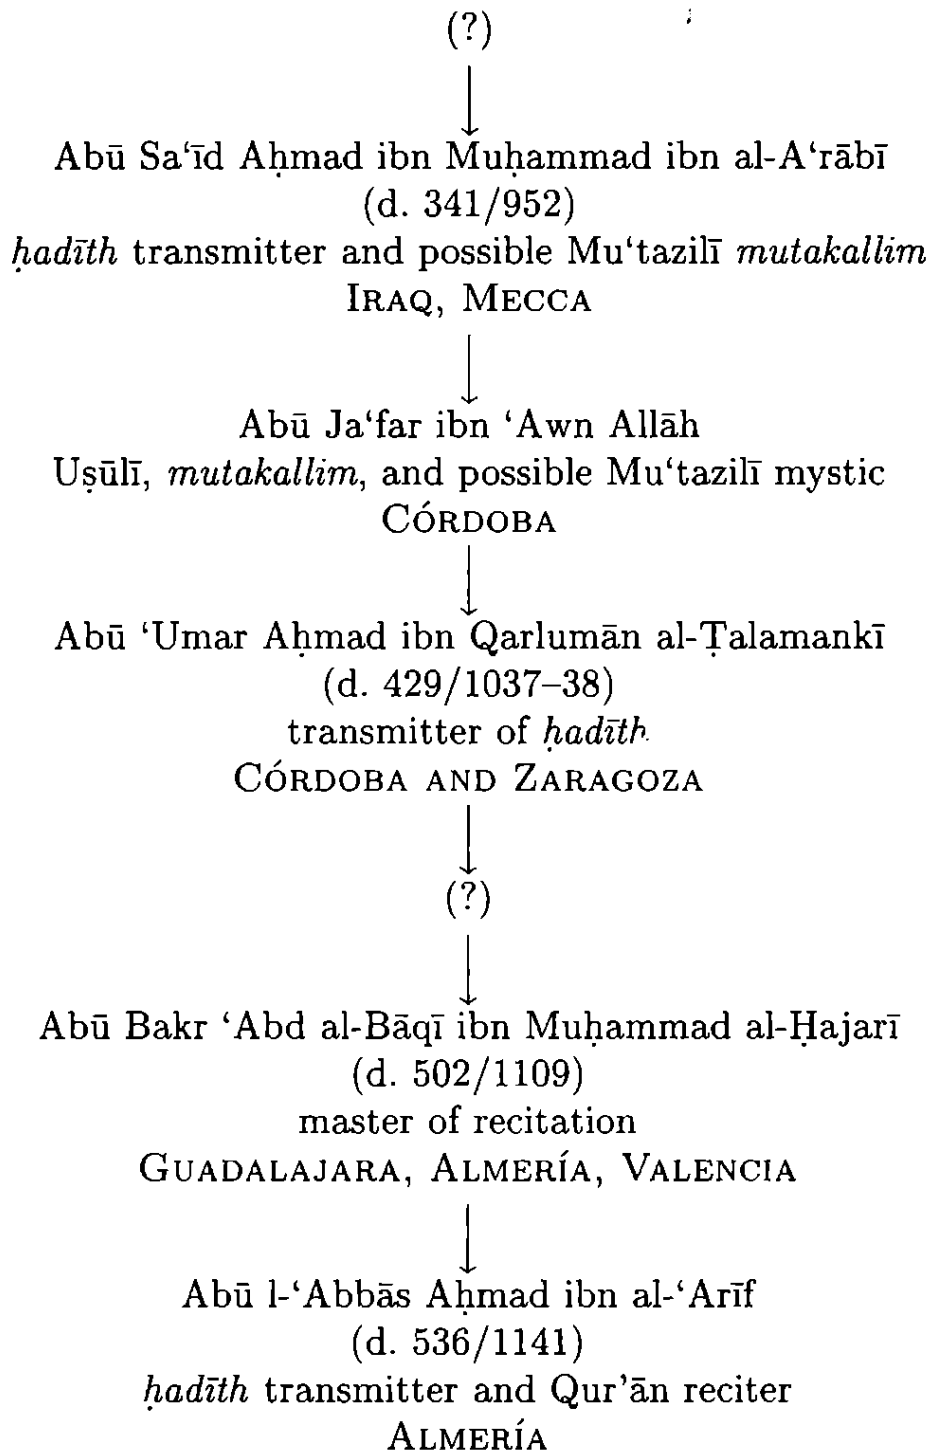 (?)
Abū Sa‘īd Aḥmad ibn Muḥammad ibn al-A‘rābī
(d. 341/952)
ḥadīth transmitter and possible Mu‘tazilī mutakallim
IRAQ, MECCA
Abū Ja‘far ibn ‘Awn Allāh
Uṣūlī, mutakallim, and possible Mu‘tazilī mystic
CÓRDOBA
Abū ‘Umar Aḥmad ibn Qarlumān al-Ṭalamankī
(d. 429/1037–38)
transmitter of ḥadīth
CÓRDOBA AND ZARAGOZA
(?)
Abū Bakr ‘Abd al-Bāqī ibn Muḥammad al-Ḥajarī
(d. 502/1109)
master of recitation
GUADALAJARA, ALMERÍA, VALENCIA
Abū l-‘Abbās Aḥmad ibn al-‘Arīf
(d. 536/1141)
ḥadīth transmitter and Qur’ān reciter
ALMERÍA